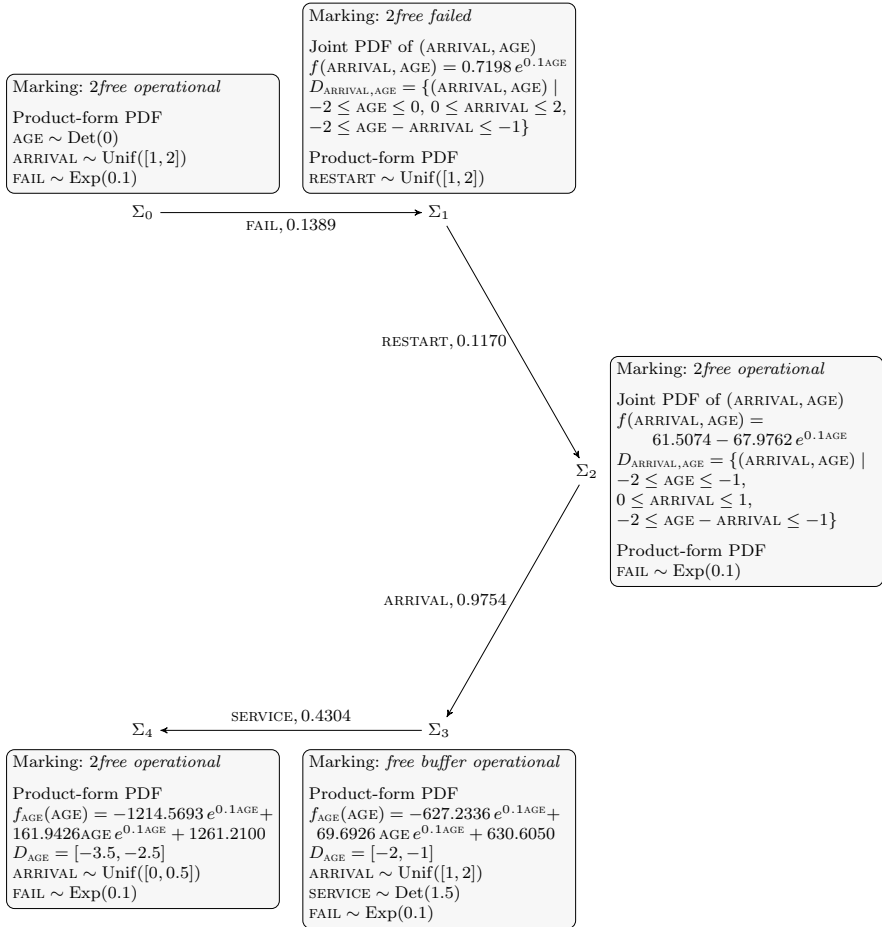 Marking: 2free failed
Joint PDF of (ARRIVAL, AGE)
f(ARRIVAL, AGE) = 0.7198 e^{0.1AGE}
D_{ARRIVAL,AGE} = {(ARRIVAL, AGE) |
−2 ≤ AGE ≤ 0, 0 ≤ ARRIVAL ≤ 2,
−2 ≤ AGE − ARRIVAL ≤ −1}
Product-form PDF
RESTART ∼ Unif([1, 2])
Marking: 2free operational
Product-form PDF
AGE ∼ Det(0)
ARRIVAL ∼ Unif([1, 2])
FAIL ∼ Exp(0.1)
Σ₀
FAIL, 0.1389
Σ₁
RESTART, 0.1170
Marking: 2free operational
Joint PDF of (ARRIVAL, AGE)
f(ARRIVAL, AGE) =
61.5074 − 67.9762 e^{0.1AGE}
D_{ARRIVAL,AGE} = {(ARRIVAL, AGE) |
−2 ≤ AGE ≤ −1,
0 ≤ ARRIVAL ≤ 1,
−2 ≤ AGE − ARRIVAL ≤ −1}
Product-form PDF
FAIL ∼ Exp(0.1)
Σ₂
ARRIVAL, 0.9754
Σ₄
SERVICE, 0.4304
Σ₃
Marking: 2free operational
Product-form PDF
f_{AGE}(AGE) = −1214.5693 e^{0.1AGE}+
161.9426AGE e^{0.1AGE} + 1261.2100
D_{AGE} = [−3.5, −2.5]
ARRIVAL ∼ Unif([0, 0.5])
FAIL ∼ Exp(0.1)
Marking: free buffer operational
Product-form PDF
f_{AGE}(AGE) = −627.2336 e^{0.1AGE}+
69.6926 AGE e^{0.1AGE} + 630.6050
D_{AGE} = [−2, −1]
ARRIVAL ∼ Unif([1, 2])
SERVICE ∼ Det(1.5)
FAIL ∼ Exp(0.1)